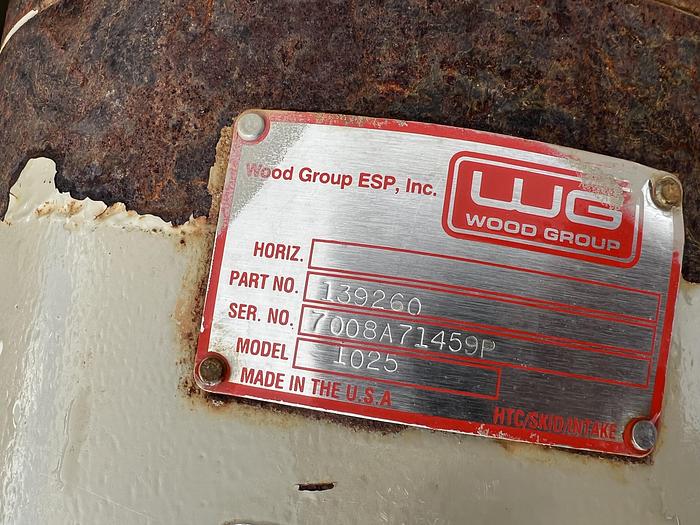 Wood Group ESP, Inc.
WG
WOOD GROUP
HORIZ.
PART NO. 139260
SER. NO. 7008A71459P
MODEL 1025
MADE IN THE U.S.A
HTC/SKID/INTAKE